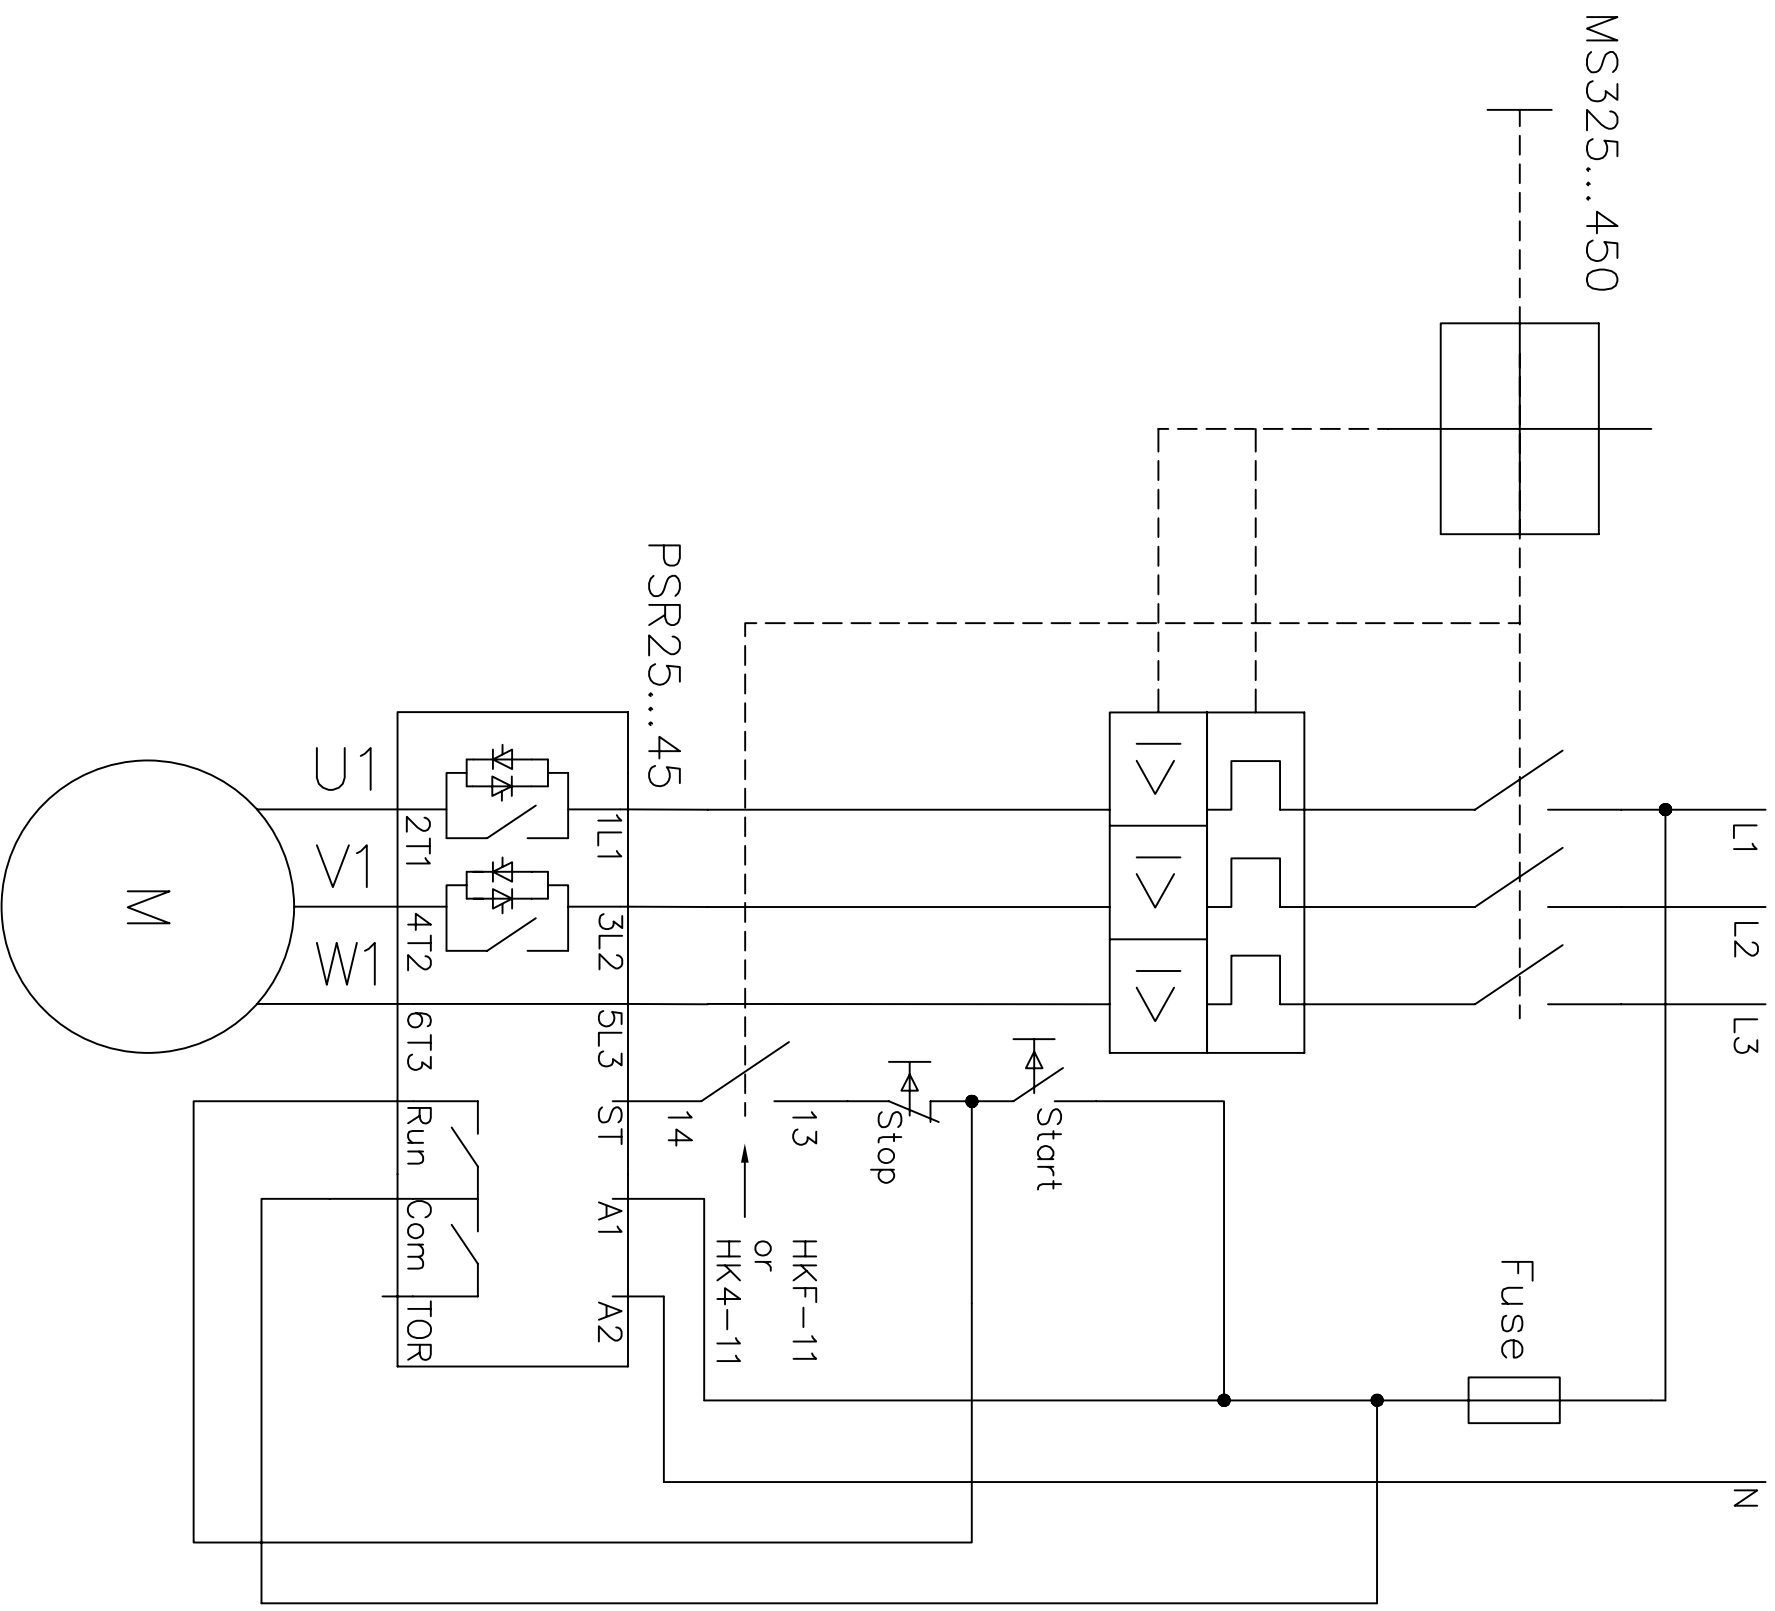 L1
L2
L3
N
MS325...450
Fuse
I >
I >
I >
Start
Stop
13
14
HKF-11
or
HK4-11
PSR25...45
1L1
3L2
5L3
ST
A1
A2
2T1
4T2
6T3
Run
Com
TOR
U1
V1
W1
M